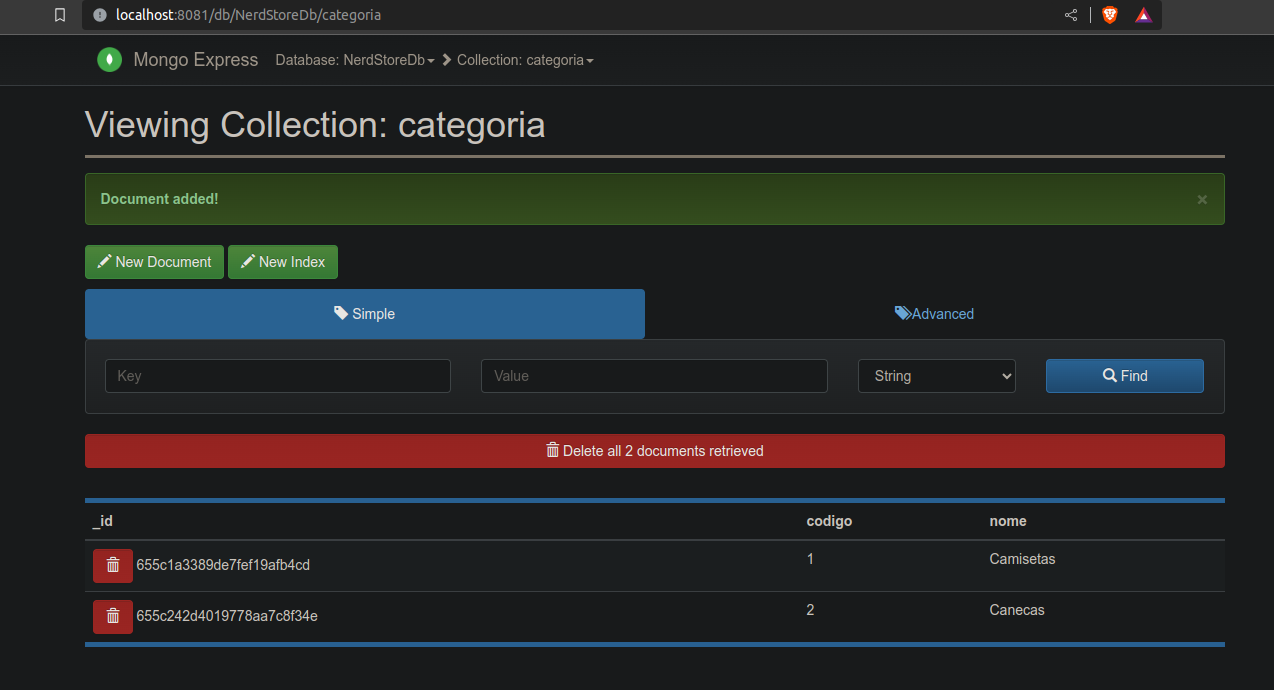 localhost:8081/db/NerdStoreDb/categoria
Mongo Express Database: NerdStoreDb Collection: categoria
Viewing Collection: categoria
Document added! ×
New Document New Index
Simple Advanced
Key Value String Find
Delete all 2 documents retrieved
_id codigo nome
655c1a3389de7fef19afb4cd 1 Camisetas
655c242d4019778aa7c8f34e 2 Canecas